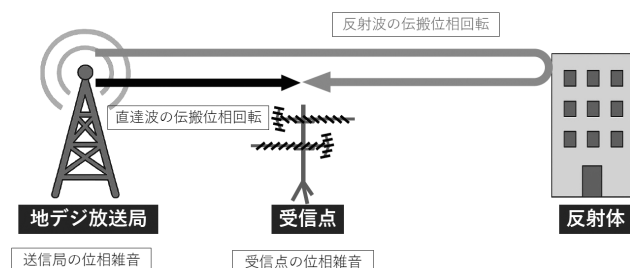 反射波の伝搬位相回転
直達波の伝搬位相回転
地デジ放送局
受信点
反射体
送信局の位相雑音
受信点の位相雑音